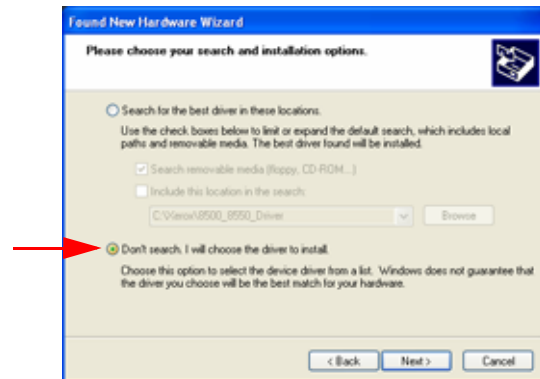 Found New Hardware Wizard
Please choose your search and installation options.
Search for the best driver in these locations.
Use the check boxes below to limit or expand the default search, which includes local
paths and removable media. The best driver found will be installed.
Search removable media (floppy, CD-ROM...)
Include this location in the search:
C:\Xerox\8500_8550_Driver
Browse
Don't search. I will choose the driver to install.
Choose this option to select the device driver from a list. Windows does not guarantee that
the driver you choose will be the best match for your hardware.
< Back Next > Cancel